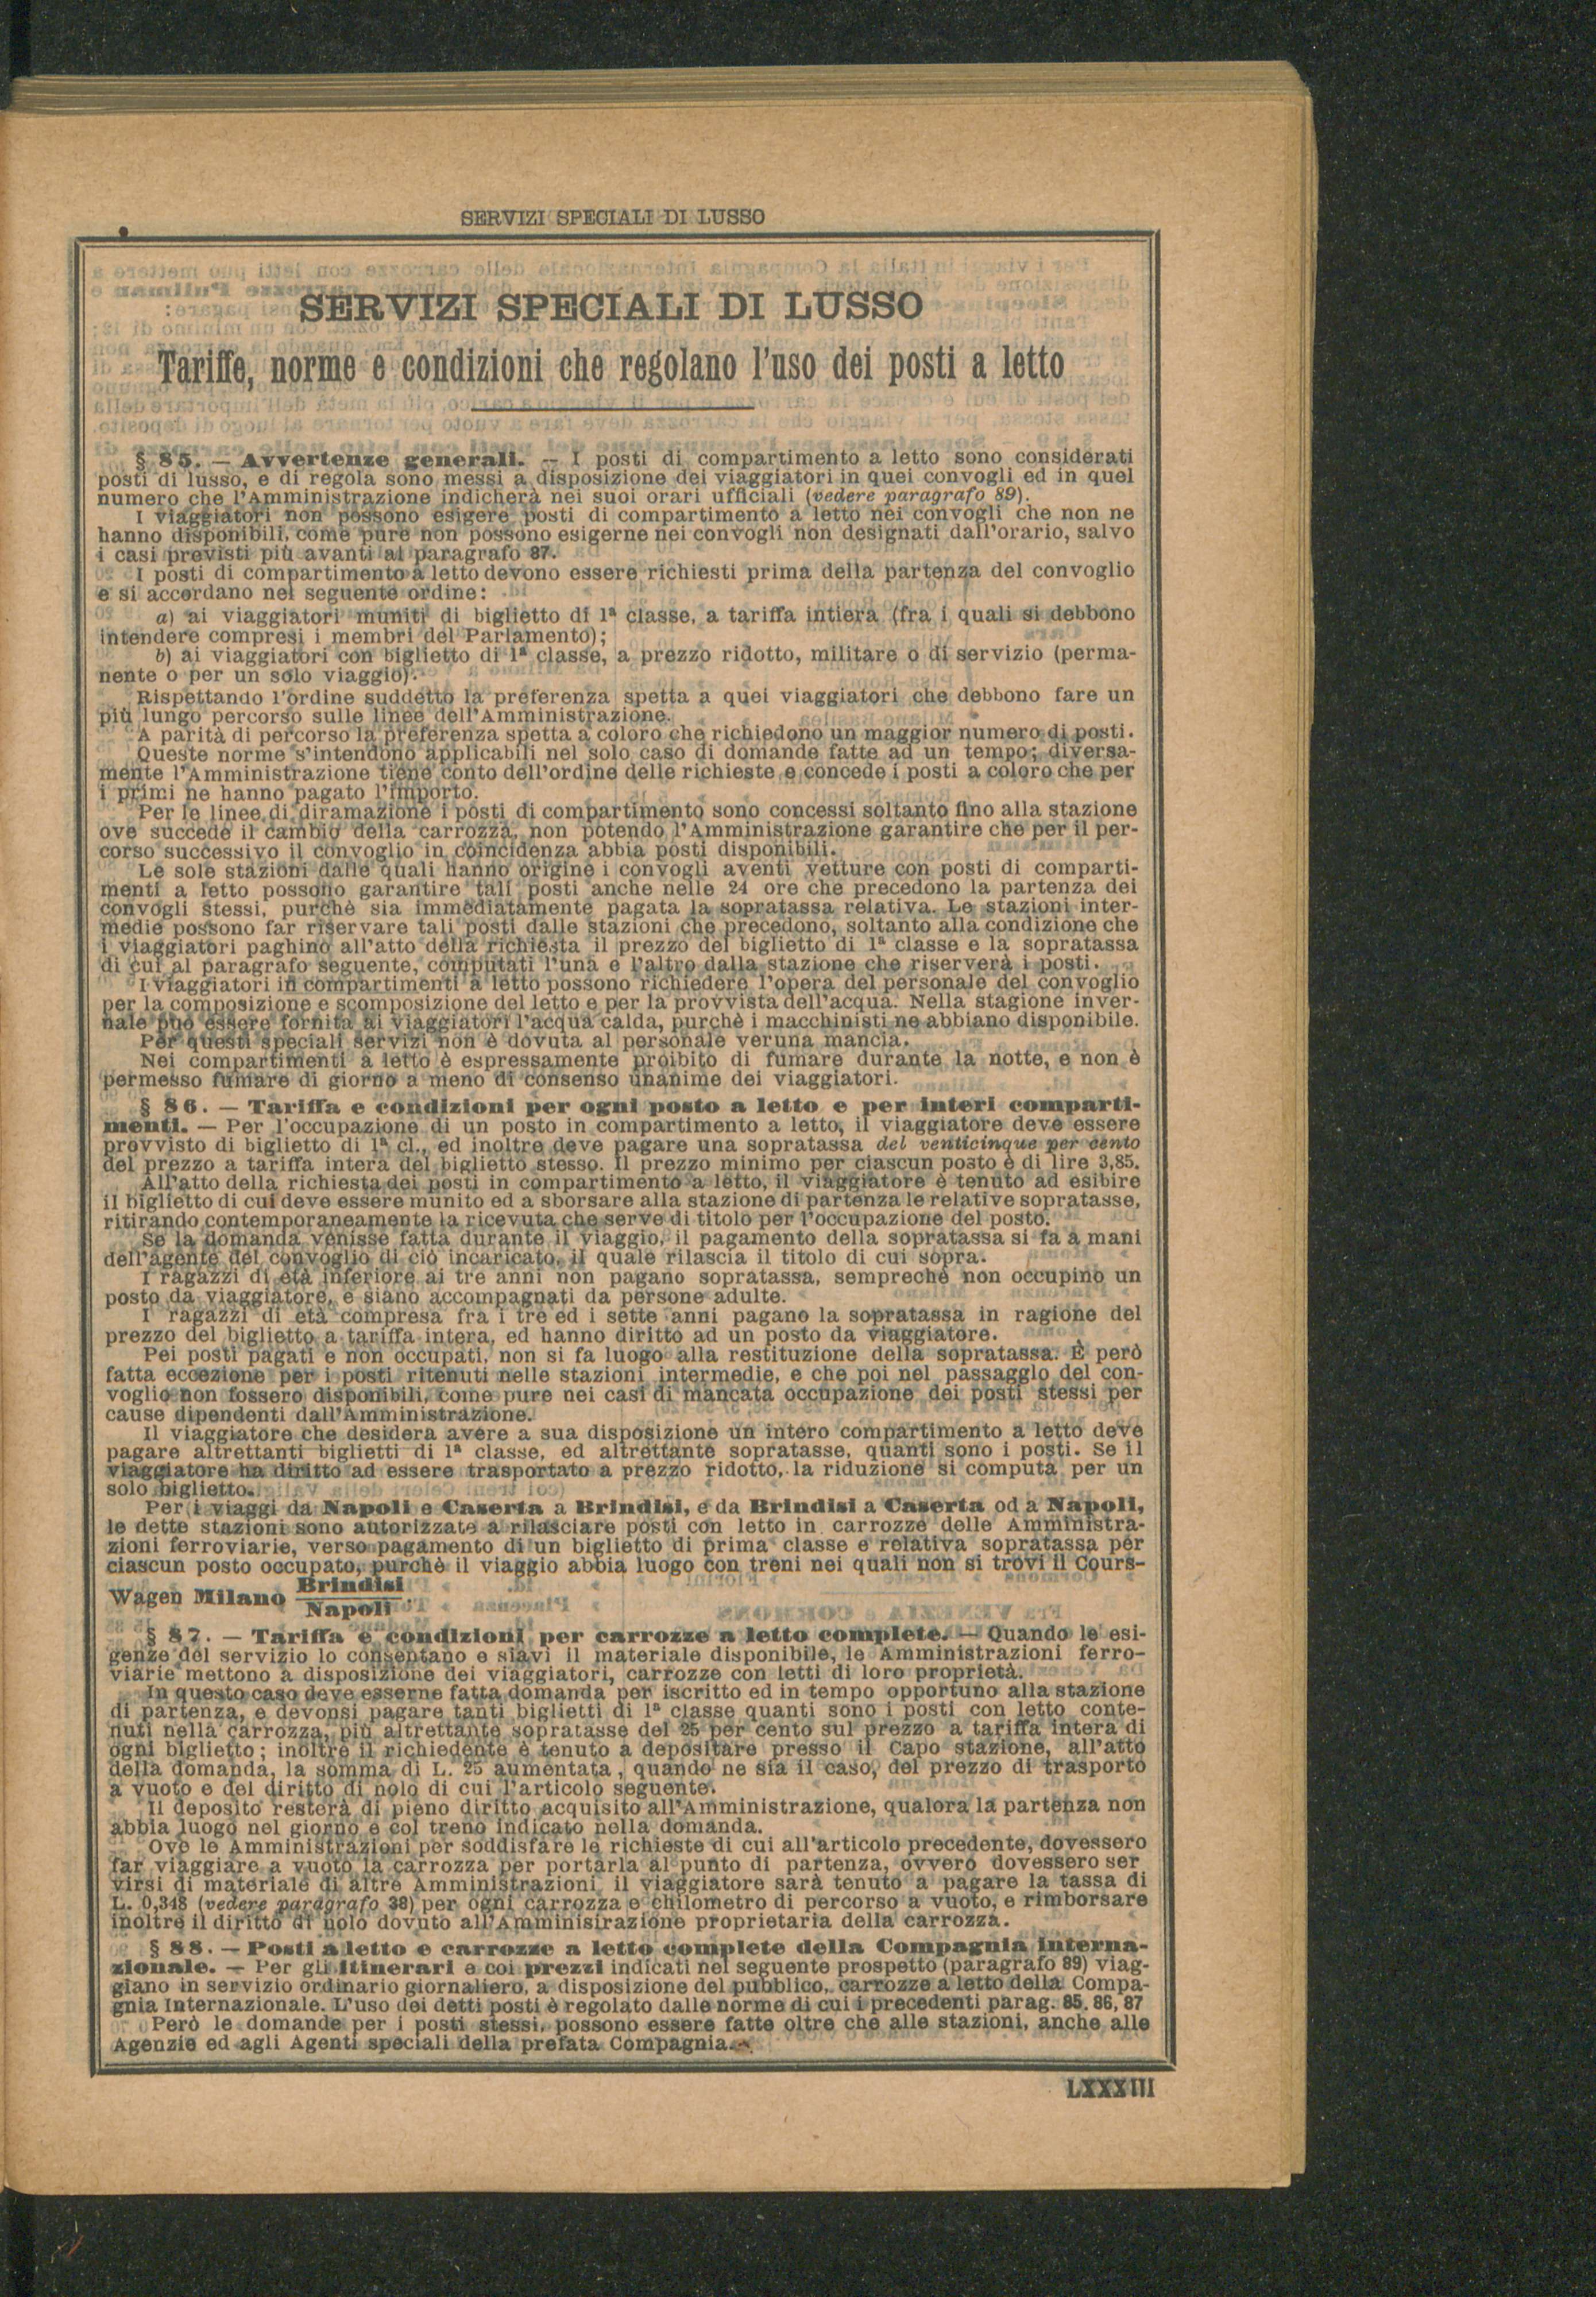 SERVIZI SPECIALI DI LUSSO
SERVIZI SPECIALI DI LUSSO
Tariffe, norme e condizioni che regolano l'uso dei posti a letto
§ 85. — Avvertenze generali. — I posti di compartimento a letto sono considerati
posti di lusso, e di regola sono messi a disposizione dei viaggiatori in quei convogli ed in quel
numero che l'Amministrazione indicherà nei suoi orari ufficiali (vedere paragrafo 89).
I viaggiatori non possono esigere posti di compartimento a letto nei convogli che non ne
hanno disponibili, come pure non possono esigerne nei convogli non designati dall'orario, salvo
i casi previsti più avanti al paragrafo 87.
I posti di compartimento a letto devono essere richiesti prima della partenza del convoglio
e si accordano nel seguente ordine:
a) ai viaggiatori muniti di biglietto di 1ª classe, a tariffa intiera (fra i quali si debbono
intendere compresi i membri del Parlamento);
b) ai viaggiatori con biglietto di 1ª classe, a prezzo ridotto, militare o di servizio (perma-
nente o per un solo viaggio).
Rispettando l'ordine suddetto la preferenza spetta a quei viaggiatori che debbono fare un
più lungo percorso sulle linee dell'Amministrazione.
A parità di percorso la preferenza spetta a coloro che richiedono un maggior numero di posti.
Queste norme s'intendono applicabili nel solo caso di domande fatte ad un tempo; diversa-
mente l'Amministrazione tiene conto dell'ordine delle richieste e concede i posti a coloro che per
i primi ne hanno pagato l'importo.
Per le linee di diramazione i posti di compartimento sono concessi soltanto fino alla stazione
ove succede il cambio della carrozza, non potendo l'Amministrazione garantire che per il per-
corso successivo il convoglio in coincidenza abbia posti disponibili.
Le sole stazioni dalle quali hanno origine i convogli aventi vetture con posti di comparti-
menti a letto possono garantire tali posti anche nelle 24 ore che precedono la partenza dei
convogli stessi, purchè sia immediatamente pagata la sopratassa relativa. Le stazioni inter-
medie possono far riservare tali posti dalle stazioni che precedono, soltanto alla condizione che
i viaggiatori paghino all'atto della richiesta il prezzo del biglietto di 1ª classe e la sopratassa
di cui al paragrafo seguente, computati l'una e l'altro dalla stazione che riserverà i posti.
I viaggiatori in compartimenti a letto possono richiedere l'opera del personale del convoglio
per la composizione e scomposizione del letto e per la provvista dell'acqua. Nella stagione inver-
nale può essere fornita ai viaggiatori l'acqua calda, purchè i macchinisti ne abbiano disponibile.
Per questi speciali servizi non è dovuta al personale veruna mancia.
Nei compartimenti a letto è espressamente proibito di fumare durante la notte, e non è
permesso fumare di giorno a meno di consenso unanime dei viaggiatori.
§ 86. — Tariffa e condizioni per ogni posto a letto e per interi comparti-
menti. — Per l'occupazione di un posto in compartimento a letto, il viaggiatore deve essere
provvisto di biglietto di 1ª cl., ed inoltre deve pagare una sopratassa del venticinque per cento
del prezzo a tariffa intera del biglietto stesso. Il prezzo minimo per ciascun posto è di lire 3,85.
All'atto della richiesta dei posti in compartimento a letto, il viaggiatore è tenuto ad esibire
il biglietto di cui deve essere munito ed a sborsare alla stazione di partenza le relative sopratasse,
ritirando contemporaneamente la ricevuta che serve di titolo per l'occupazione del posto.
Se la domanda venisse fatta durante il viaggio, il pagamento della sopratassa si fa a mani
dell'agente del convoglio di ciò incaricato, il quale rilascia il titolo di cui sopra.
I ragazzi di età inferiore ai tre anni non pagano sopratassa, sempreché non occupino un
posto da viaggiatore, e siano accompagnati da persone adulte.
I ragazzi di età compresa fra i tre ed i sette anni pagano la sopratassa in ragione del
prezzo del biglietto a tariffa intera, ed hanno diritto ad un posto da viaggiatore.
Pei posti pagati e non occupati, non si fa luogo alla restituzione della sopratassa. È però
fatta eccezione per i posti ritenuti nelle stazioni intermedie, e che poi nel passaggio del con-
voglio non fossero disponibili, come pure nei casi di mancata occupazione dei posti stessi per
cause dipendenti dall'Amministrazione.
Il viaggiatore che desidera avere a sua disposizione un intero compartimento a letto deve
pagare altrettanti biglietti di 1ª classe, ed altrettante sopratasse, quanti sono i posti. Se il
viaggiatore ha diritto ad essere trasportato a prezzo ridotto, la riduzione si computa per un
solo biglietto.
Per i viaggi da Napoli e Caserta a Brindisi, e da Brindisi a Caserta od a Napoli,
le dette stazioni sono autorizzate a rilasciare posti con letto in carrozze delle Amministra-
zioni ferroviarie, verso pagamento di un biglietto di prima classe e relativa sopratassa per
ciascun posto occupato, purchè il viaggio abbia luogo con treni nei quali non si trovi il Cours-
Wagen Milano Brindisi
Napoli.
§ 87. — Tariffa e condizioni per carrozze a letto complete. — Quando le esi-
genze del servizio lo consentano e siavi il materiale disponibile, le Amministrazioni ferro-
viarie mettono a disposizione dei viaggiatori, carrozze con letti di loro proprietà.
In questo caso deve esserne fatta domanda per iscritto ed in tempo opportuno alla stazione
di partenza, e devonsi pagare tanti biglietti di 1ª classe quanti sono i posti con letto conte-
nuti nella carrozza, più altrettante sopratasse del 25 per cento sul prezzo a tariffa intera di
ogni biglietto; inoltre il richiedente è tenuto a depositare presso il Capo stazione, all'atto
della domanda, la somma di L. 25 aumentata, quando ne sia il caso, del prezzo di trasporto
a vuoto e del diritto di nolo di cui l'articolo seguente.
Il deposito resterà di pieno diritto acquisito all'Amministrazione, qualora la partenza non
abbia luogo nel giorno e col treno indicato nella domanda.
Ove le Amministrazioni per soddisfare le richieste di cui all'articolo precedente, dovessero
far viaggiare a vuoto la carrozza per portarla al punto di partenza, ovvero dovessero ser
virsi di materiale di altre Amministrazioni, il viaggiatore sarà tenuto a pagare la tassa di
L. 0,348 (vedere paragrafo 38) per ogni carrozza e chilometro di percorso a vuoto, e rimborsare
inoltre il diritto di nolo dovuto all'Amministrazione proprietaria della carrozza.
§ 88. — Posti a letto e carrozze a letto complete della Compagnia Interna-
zionale. — Per gli itinerari e coi prezzi indicati nel seguente prospetto (paragrafo 89) viag-
giano in servizio ordinario giornaliero, a disposizione del pubblico, carrozze a letto della Compa-
gnia Internazionale. L'uso dei detti posti è regolato dalle norme di cui i precedenti parag. 85, 86, 87
Però le domande per i posti stessi, possono essere fatte oltre che alle stazioni, anche alle
Agenzie ed agli Agenti speciali della prefata Compagnia.
LXXXIII